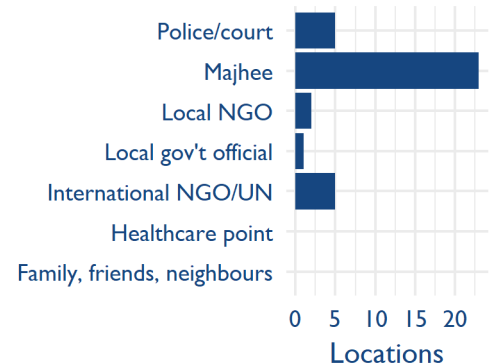 Police/court
Majhee
Local NGO
Local gov't official
International NGO/UN
Healthcare point
Family, friends, neighbours
0 5 10 15 20
Locations